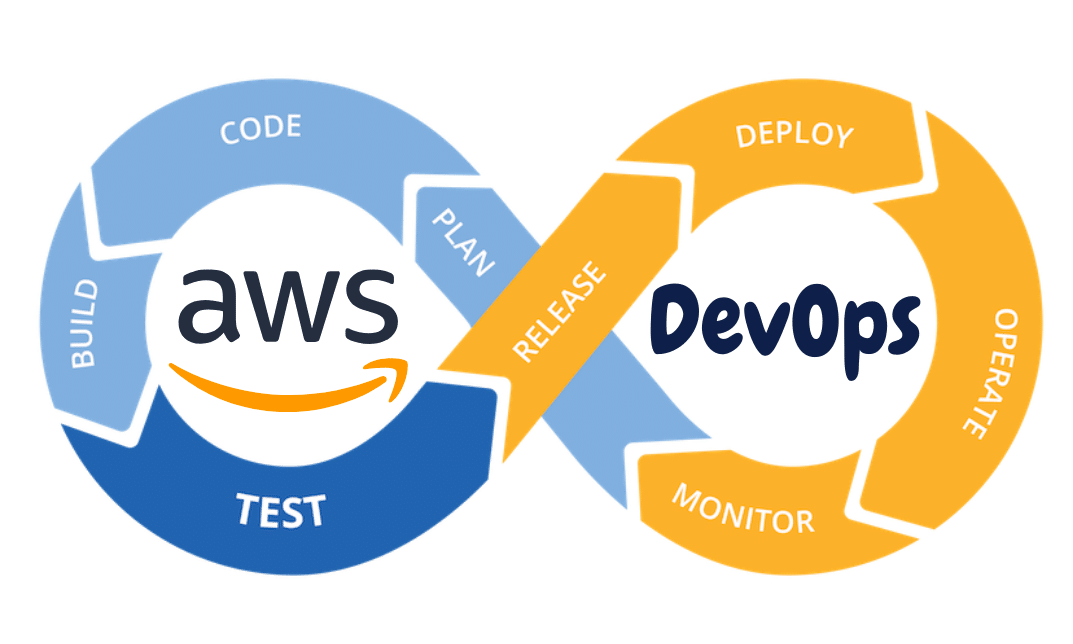 CODE
DEPLOY
PLAN
BUILD
aws
RELEASE
DevOps
OPERATE
TEST
MONITOR